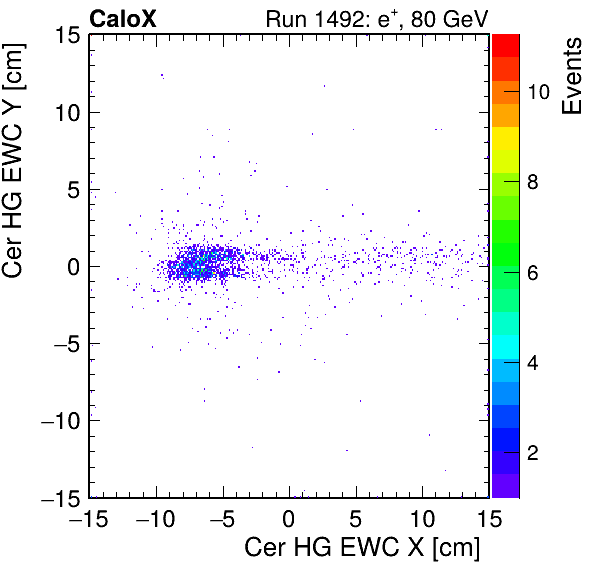 CaloX Run 1492: e⁺, 80 GeV
Cer HG EWC Y [cm]
15
10
5
0
−5
−10
−15
−15 −10 −5 0 5 10 15
Cer HG EWC X [cm]
Events
10
8
6
4
2